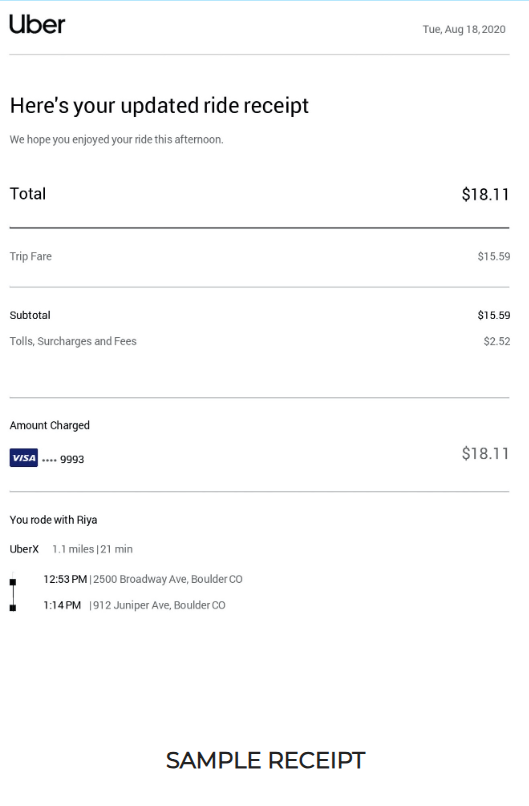 Uber
Tue, Aug 18, 2020
Here's your updated ride receipt
We hope you enjoyed your ride this afternoon.
Total $18.11
Trip Fare $15.59
Subtotal $15.59
Tolls, Surcharges and Fees $2.52
Amount Charged
VISA •••• 9993 $18.11
You rode with Riya
UberX 1.1 miles | 21 min
12:53 PM | 2500 Broadway Ave, Boulder CO
1:14 PM | 912 Juniper Ave, Boulder CO
SAMPLE RECEIPT